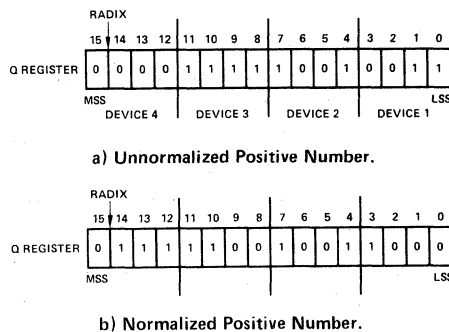 RADIX
15 14 13 12 11 10 9 8 7 6 5 4 3 2 1 0
Q REGISTER 0 0 0 0 1 1 1 1 1 0 0 1 0 0 1 1
MSS LSS
DEVICE 4 DEVICE 3 DEVICE 2 DEVICE 1
a) Unnormalized Positive Number.
RADIX
15 14 13 12 11 10 9 8 7 6 5 4 3 2 1 0
Q REGISTER 0 1 1 1 1 1 0 0 1 0 0 1 1 0 0 0
MSS LSS
b) Normalized Positive Number.